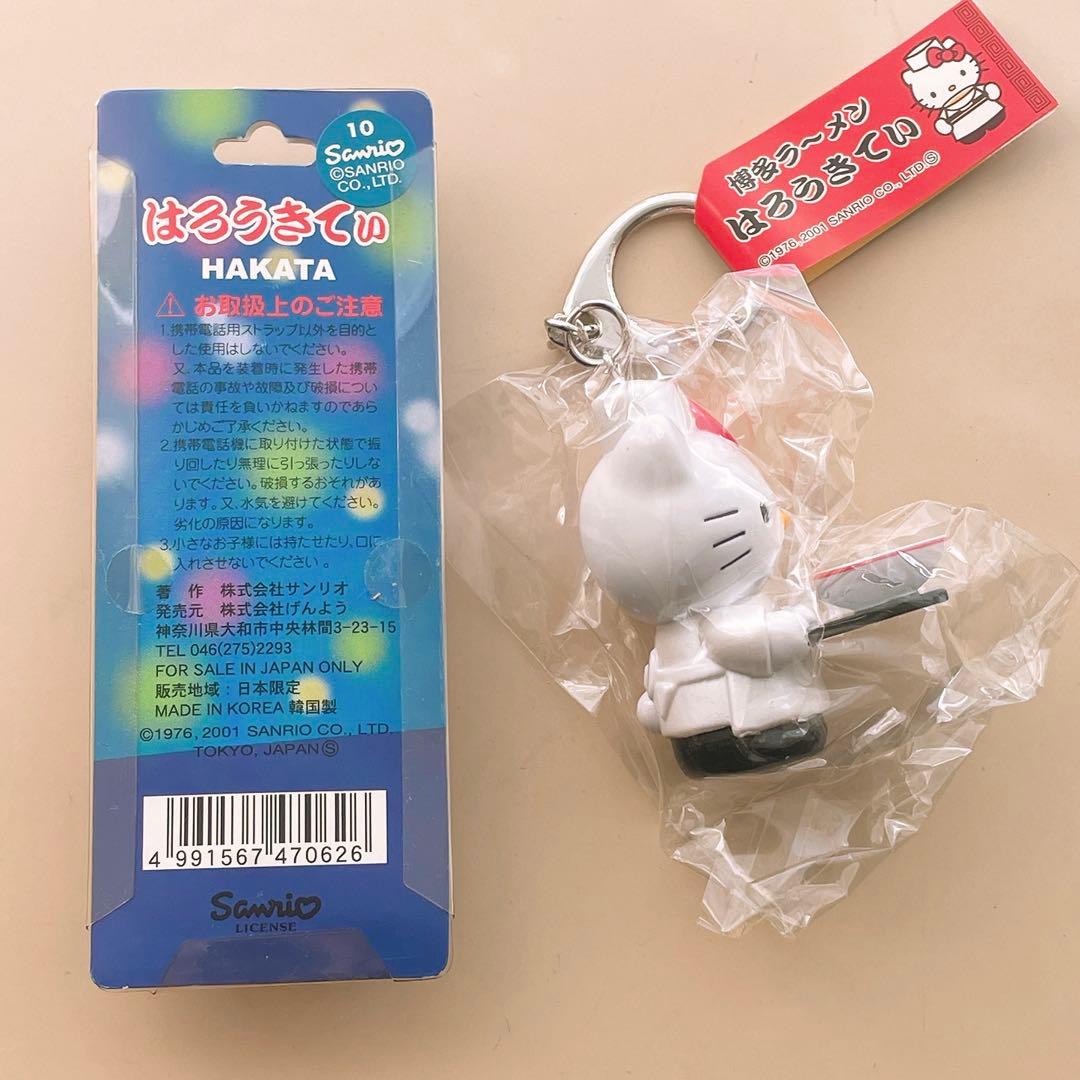 10
Sanrio
©SANRIO
CO., LTD.
はろうきてぃ
HAKATA
お取扱上のご注意
1.携帯電話用ストラップ以外を目的と
した使用はしないでください。
又、本品を装着時に発生した携帯
電話の事故や故障及び破損につい
ては責任を負いかねますのであら
かじめご了承ください。
2.携帯電話機に取り付けた状態で振
り回したり無理に引っ張ったりしな
いでください。破損するおそれがあ
ります。又、水気を避けてください。
劣化の原因になります。
3.小さなお子様には持たせたり、口に
入れさせないでください。
著 作 株式会社サンリオ
発売元 株式会社げんよう
神奈川県大和市中央林間3-23-15
TEL 046(275)2293
FOR SALE IN JAPAN ONLY
販売地域：日本限定
MADE IN KOREA 韓国製
©1976, 2001 SANRIO CO., LTD.
TOKYO, JAPAN Ⓢ
4 991567 470626
Sanrio
LICENSE
博多ラ〜メン
はろうきてぃ
©1976, 2001 SANRIO CO., LTD.Ⓢ